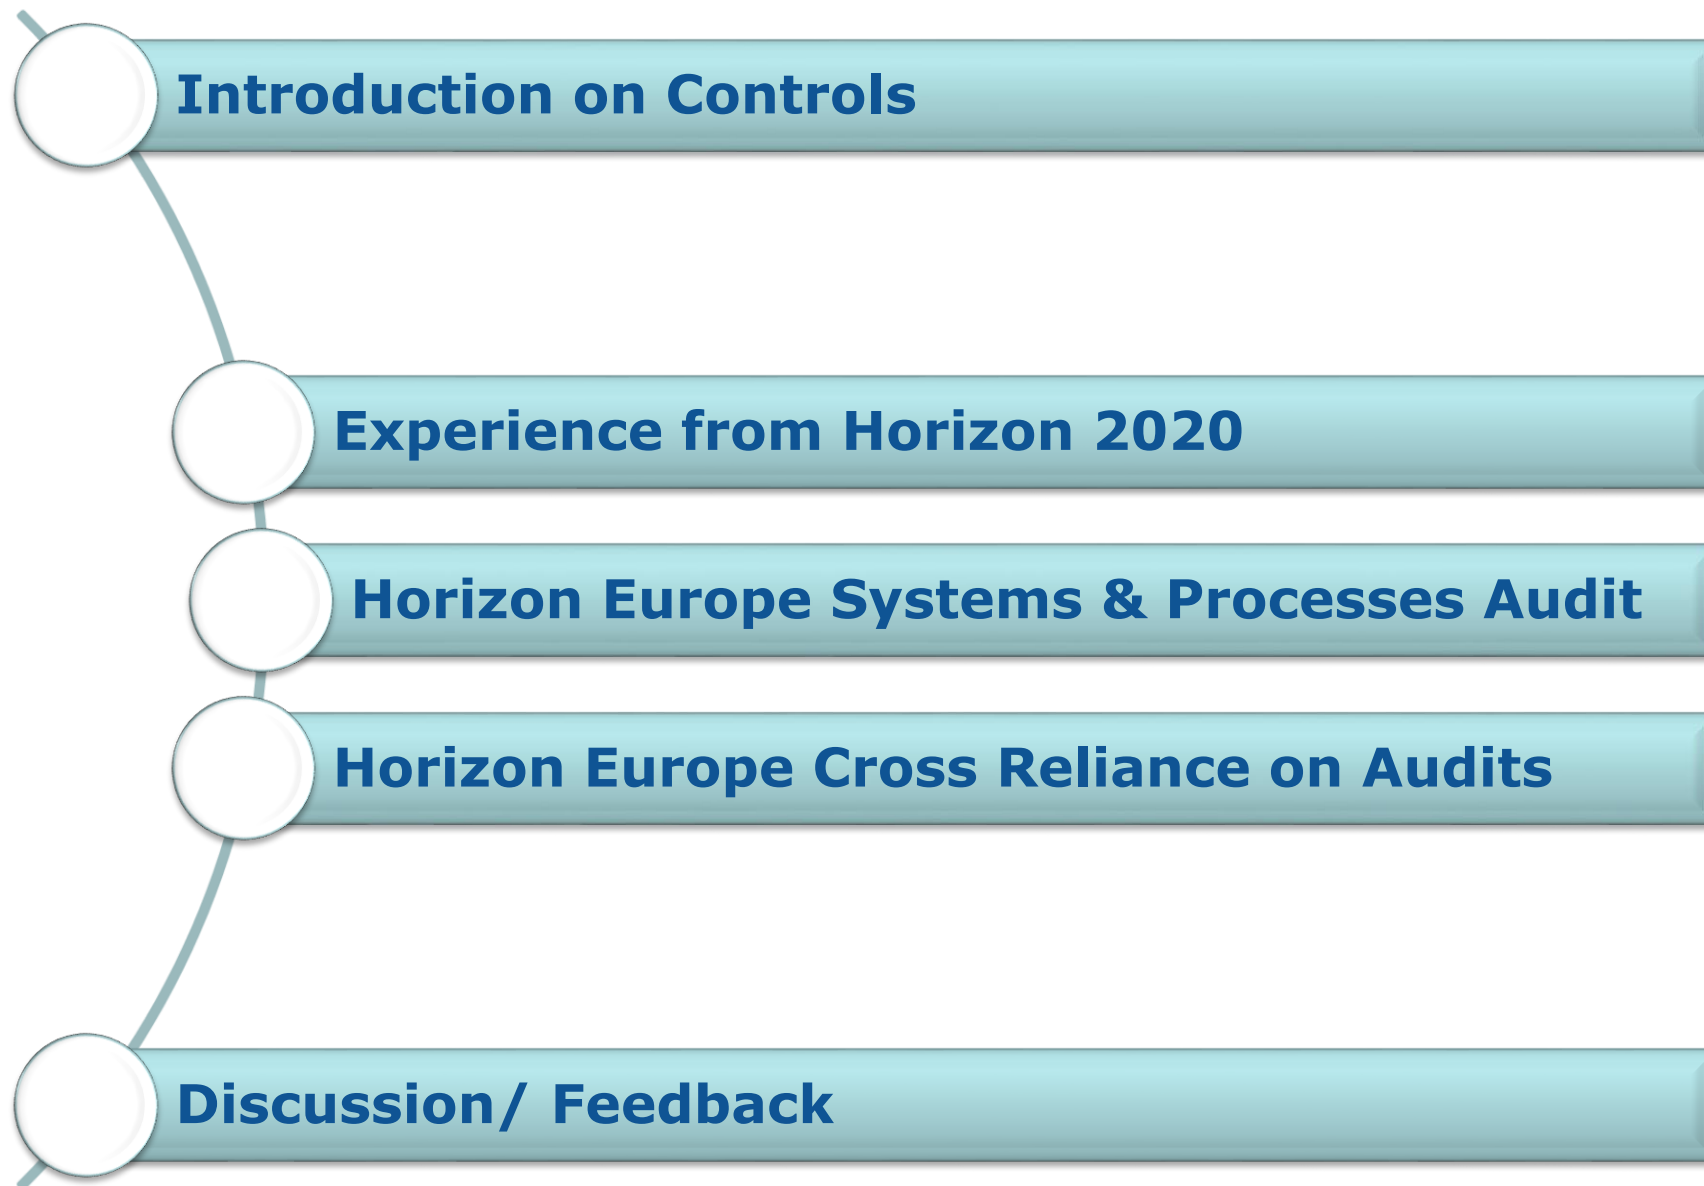 Introduction on Controls
Experience from Horizon 2020
Horizon Europe Systems & Processes Audit
Horizon Europe Cross Reliance on Audits
Discussion/ Feedback